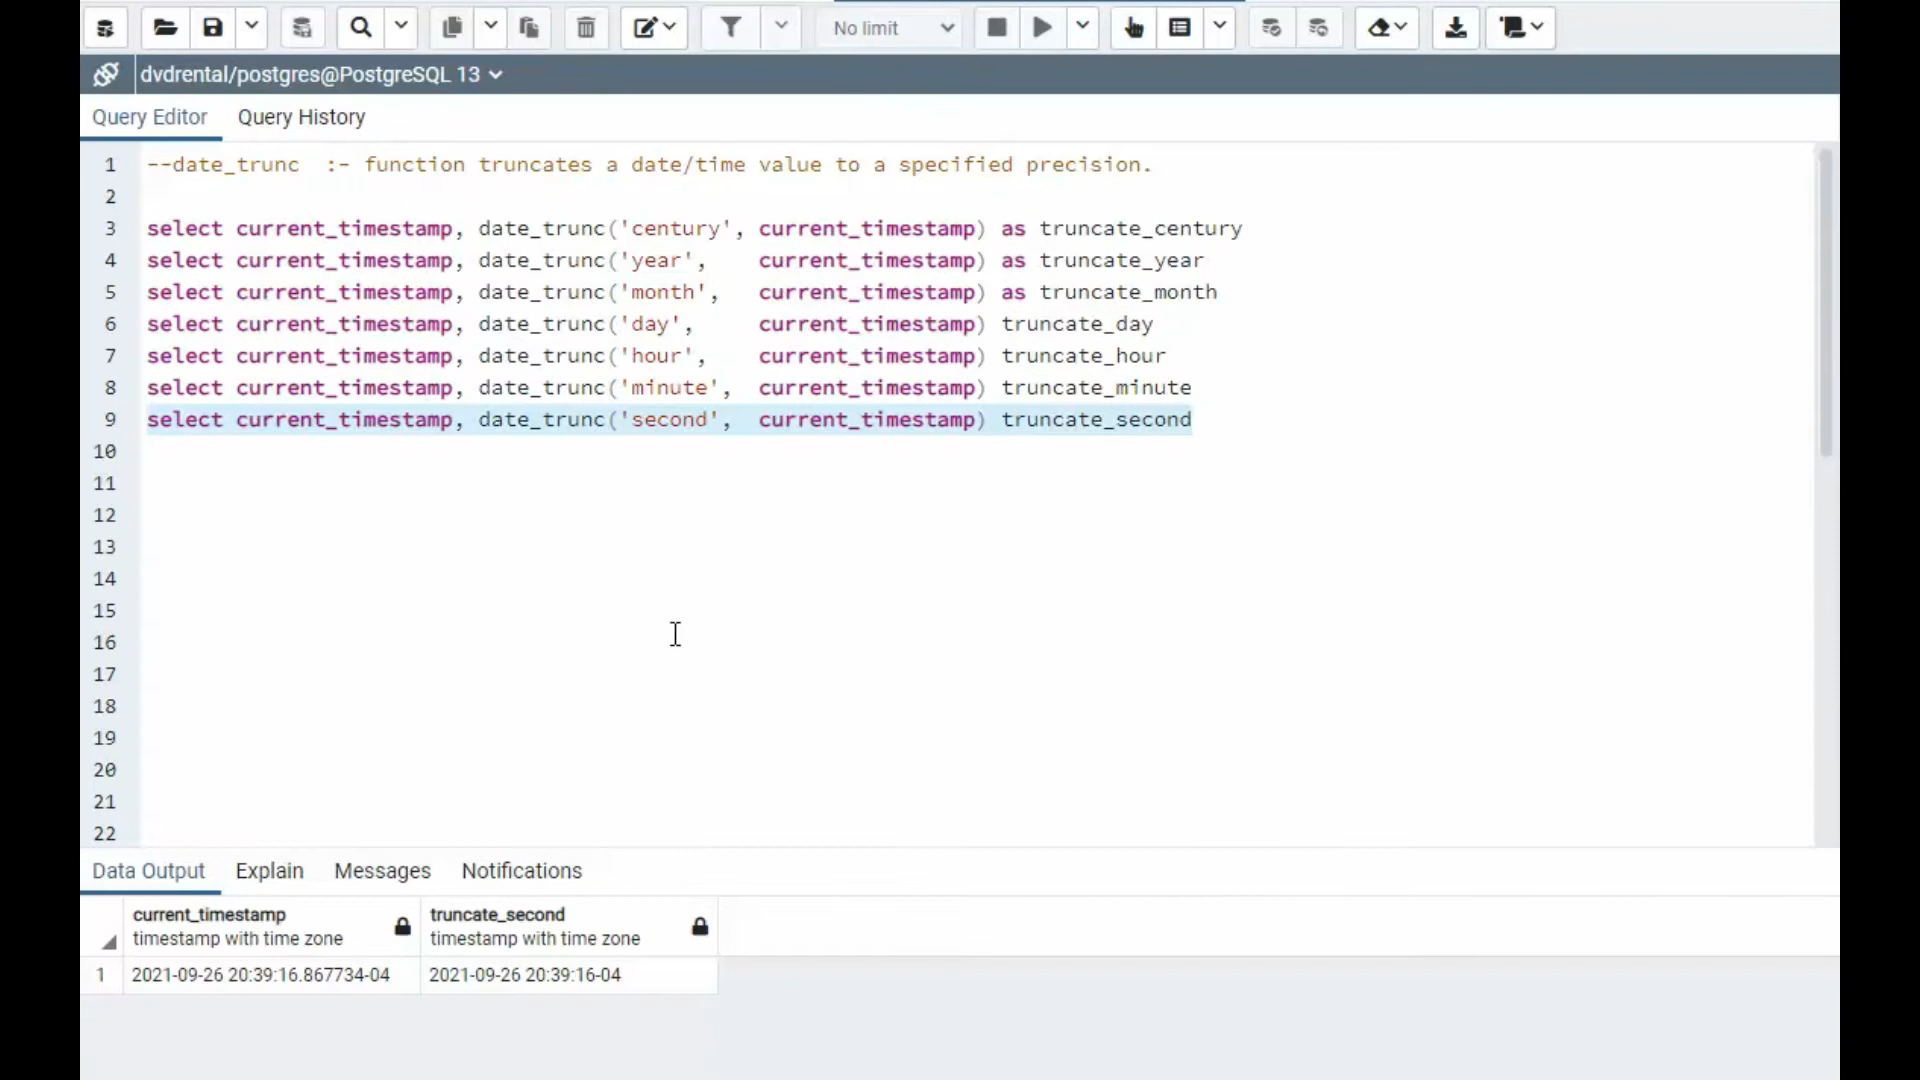 No limit
dvdrental/postgres@PostgreSQL 13
Query Editor Query History
1 --date_trunc :- function truncates a date/time value to a specified precision.
2
3 select current_timestamp, date_trunc('century', current_timestamp) as truncate_century
4 select current_timestamp, date_trunc('year', current_timestamp) as truncate_year
5 select current_timestamp, date_trunc('month', current_timestamp) as truncate_month
6 select current_timestamp, date_trunc('day', current_timestamp) truncate_day
7 select current_timestamp, date_trunc('hour', current_timestamp) truncate_hour
8 select current_timestamp, date_trunc('minute', current_timestamp) truncate_minute
9 select current_timestamp, date_trunc('second', current_timestamp) truncate_second
10
11
12
13
14
15
16
17
18
19
20
21
22
Data Output Explain Messages Notifications
current_timestamp truncate_second
timestamp with time zone timestamp with time zone
1 2021-09-26 20:39:16.867734-04 2021-09-26 20:39:16-04